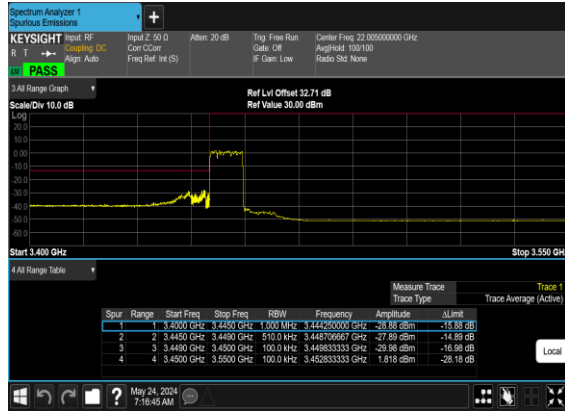 Spectrum Analyzer 1
Spurious Emissions
KEYSIGHT Input: RF Input Z: 50 Ω Atten: 20 dB Trig: Free Run Center Freq: 22.005000000 GHz
R T Coupling: DC Corr CCorr Gate: Off Avg|Hold: 100/100
Align: Auto Freq Ref: Int (S) IF Gain: Low Radio Std: None
PASS
3 All Range Graph Ref Lvl Offset 32.71 dB
Scale/Div 10.0 dB Ref Value 30.00 dBm
Log
20.0
10.0
0.00
-10.0
-20.0
-30.0
-40.0
-50.0
-60.0
Start 3.400 GHz Stop 3.550 GHz
4 All Range Table
Measure Trace Trace 1
Trace Type Trace Average (Active)
Spur Range Start Freq Stop Freq RBW Frequency Amplitude ΔLimit
1 1 3.4000 GHz 3.4450 GHz 1.000 MHz 3.444250000 GHz -28.88 dBm -15.88 dB
2 2 3.4450 GHz 3.4490 GHz 510.0 kHz 3.448706667 GHz -27.89 dBm -14.89 dB
3 3 3.4490 GHz 3.4500 GHz 100.0 kHz 3.449833333 GHz -29.98 dBm -16.98 dB
4 4 3.4500 GHz 3.5500 GHz 100.0 kHz 3.452833333 GHz 1.818 dBm -28.18 dB
Local
May 24, 2024
7:16:45 AM